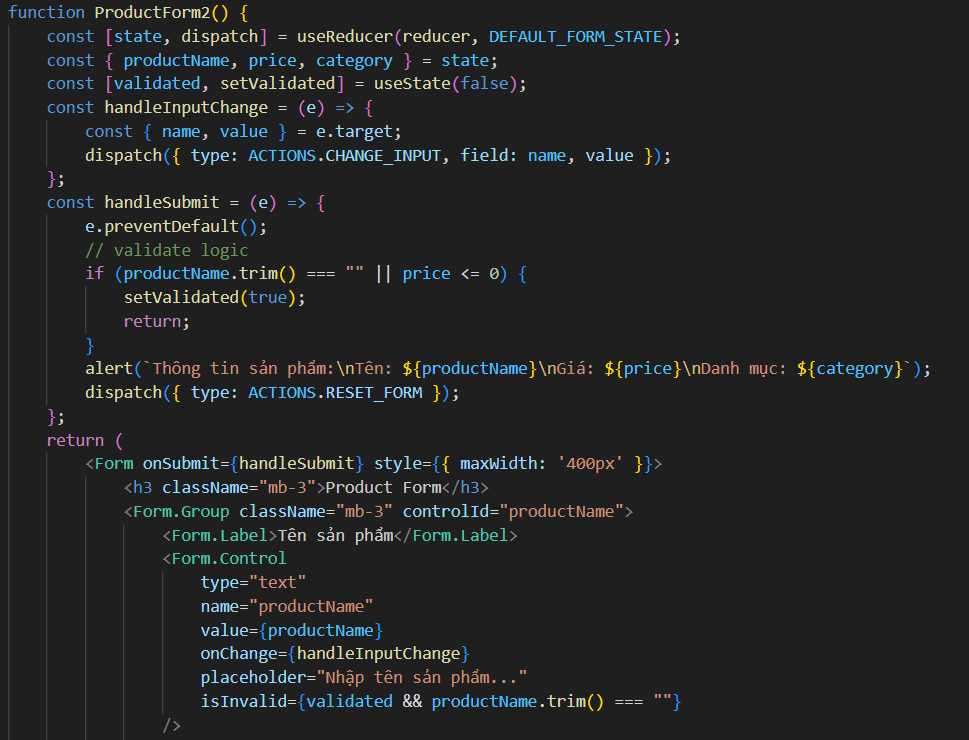 function ProductForm2() {
const [state, dispatch] = useReducer(reducer, DEFAULT_FORM_STATE);
const { productName, price, category } = state;
const [validated, setValidated] = useState(false);
const handleInputChange = (e) => {
const { name, value } = e.target;
dispatch({ type: ACTIONS.CHANGE_INPUT, field: name, value });
};
const handleSubmit = (e) => {
e.preventDefault();
// validate logic
if (productName.trim() === "" || price <= 0) {
setValidated(true);
return;
}
alert(`Thông tin sản phẩm:\nTên: ${productName}\nGiá: ${price}\nDanh mục: ${category}`);
dispatch({ type: ACTIONS.RESET_FORM });
};
return (
<Form onSubmit={handleSubmit} style={{ maxWidth: '400px' }}>
<h3 className="mb-3">Product Form</h3>
<Form.Group className="mb-3" controlId="productName">
<Form.Label>Tên sản phẩm</Form.Label>
<Form.Control
type="text"
name="productName"
value={productName}
onChange={handleInputChange}
placeholder="Nhập tên sản phẩm..."
isInvalid={validated && productName.trim() === ""}
/>